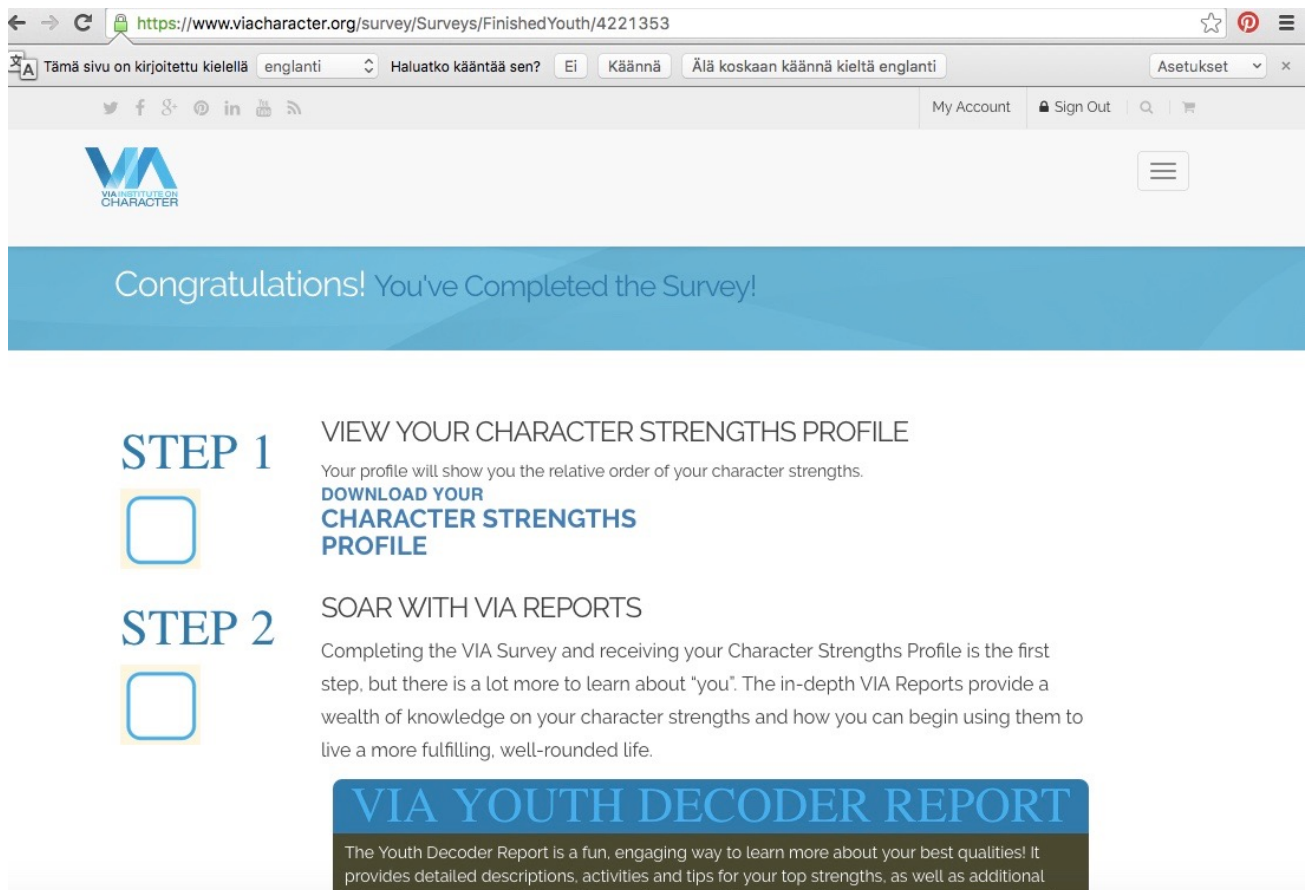 https://www.viacharacter.org/survey/Surveys/FinishedYouth/4221353
Tämä sivu on kirjoitettu kielellä englanti Haluatko kääntää sen? Ei Käännä Älä koskaan käännä kieltä englanti Asetukset
My Account Sign Out
VIA
VIA INSTITUTE ON
CHARACTER
Congratulations! You've Completed the Survey!
STEP 1
VIEW YOUR CHARACTER STRENGTHS PROFILE
Your profile will show you the relative order of your character strengths.
DOWNLOAD YOUR
CHARACTER STRENGTHS
PROFILE
STEP 2
SOAR WITH VIA REPORTS
Completing the VIA Survey and receiving your Character Strengths Profile is the first
step, but there is a lot more to learn about “you”. The in-depth VIA Reports provide a
wealth of knowledge on your character strengths and how you can begin using them to
live a more fulfilling, well-rounded life.
VIA YOUTH DECODER REPORT
The Youth Decoder Report is a fun, engaging way to learn more about your best qualities! It
provides detailed descriptions, activities and tips for your top strengths, as well as additional